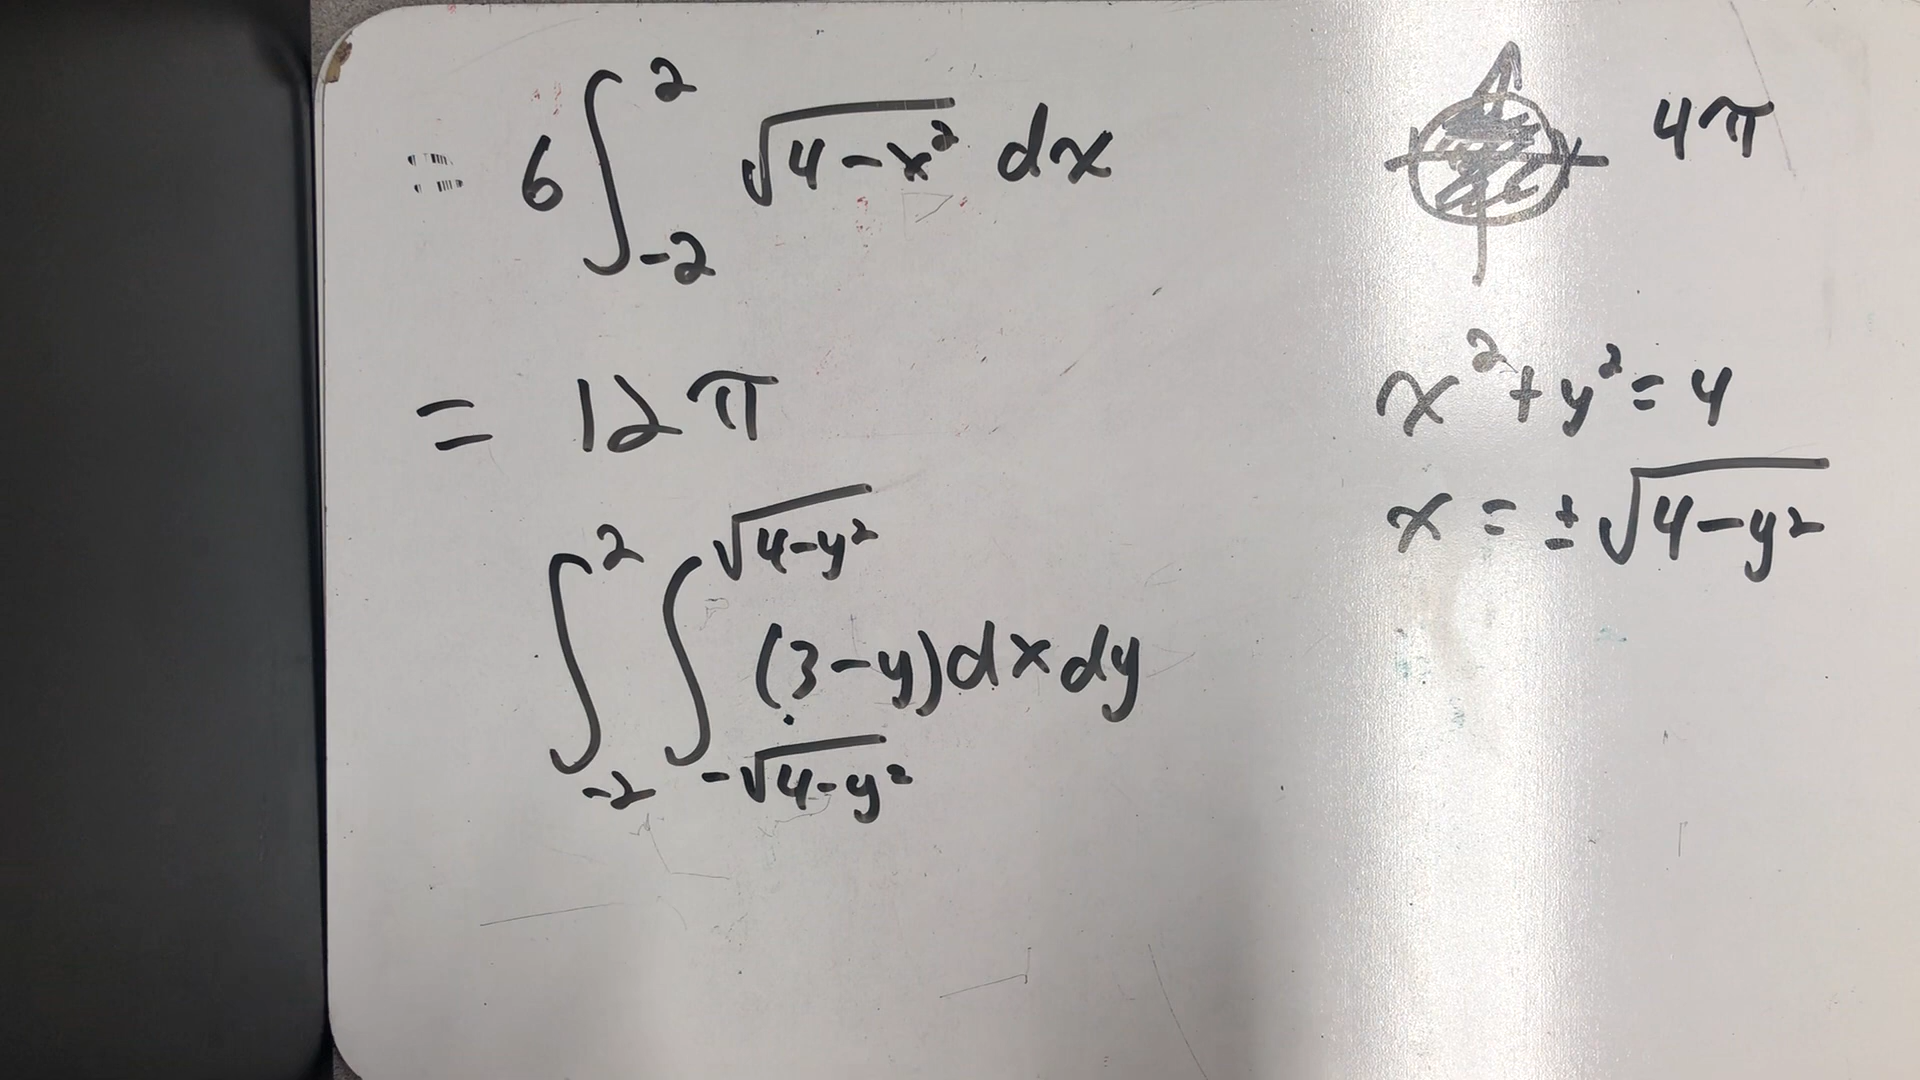 = 6 ∫_{-2}^{2} √(4-x²) dx
4π
= 12π
x² + y² = 4
x = ± √(4-y²)
∫_{-2}^{2} ∫_{-√(4-y²)}^{√(4-y²)} (3-y) dx dy